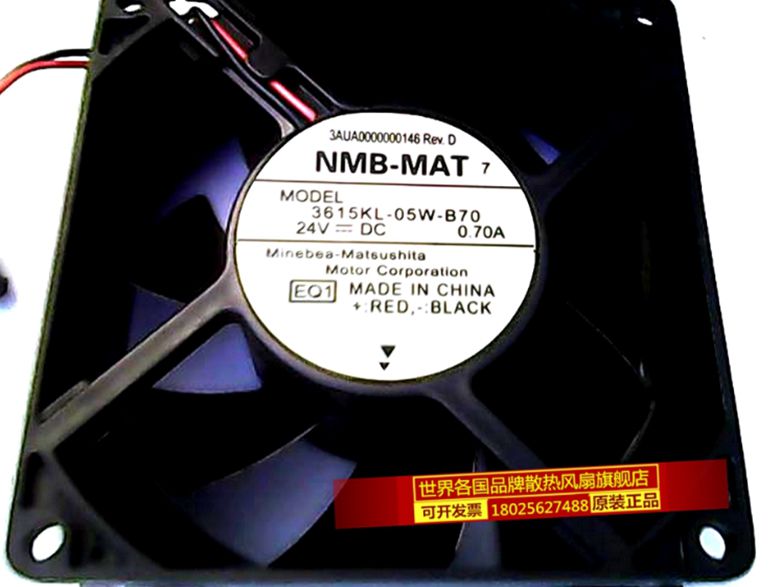 3AUA0000000146 Rev. D
NMB-MAT 7
MODEL
3615KL-05W-B70
24V ⎓ DC 0.70A
Minebea-Matsushita
Motor Corporation
EQ1 MADE IN CHINA
+:RED,-:BLACK
世界各国品牌散热风扇旗舰店
可开发票 18025627488 原装正品